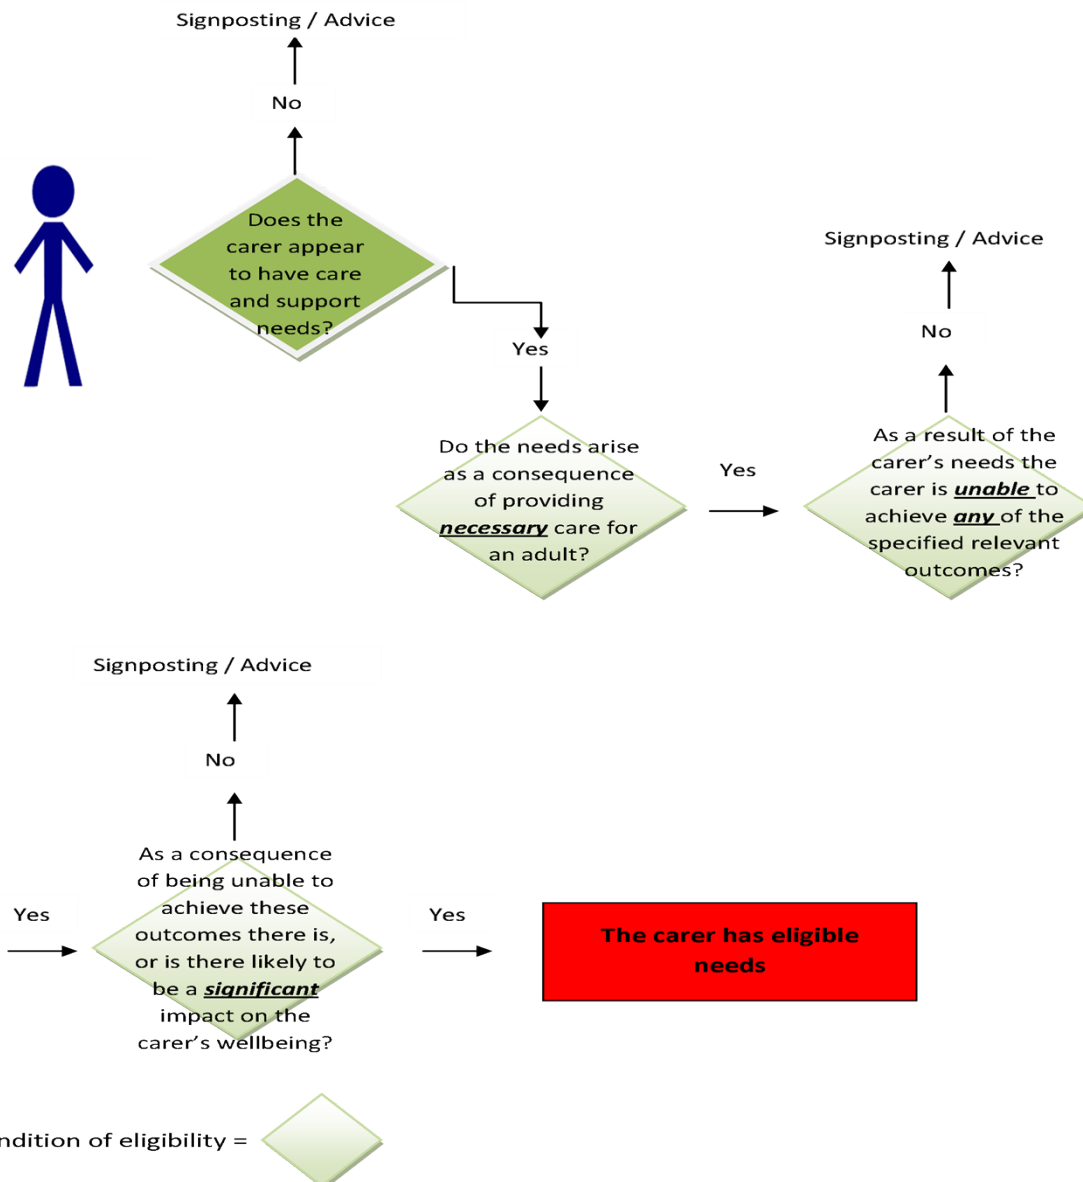 Signposting / Advice
No
Does the
carer appear
to have care
and support
needs?
Yes
Do the needs arise
as a consequence
of providing
necessary care for
an adult?
Yes
Signposting / Advice
No
As a result of the
carer's needs the
carer is unable to
achieve any of the
specified relevant
outcomes?
Signposting / Advice
No
Yes
As a consequence
of being unable to
achieve these
outcomes there is,
or is there likely to
be a significant
impact on the
carer's wellbeing?
Yes
The carer has eligible
needs
ndition of eligibility =